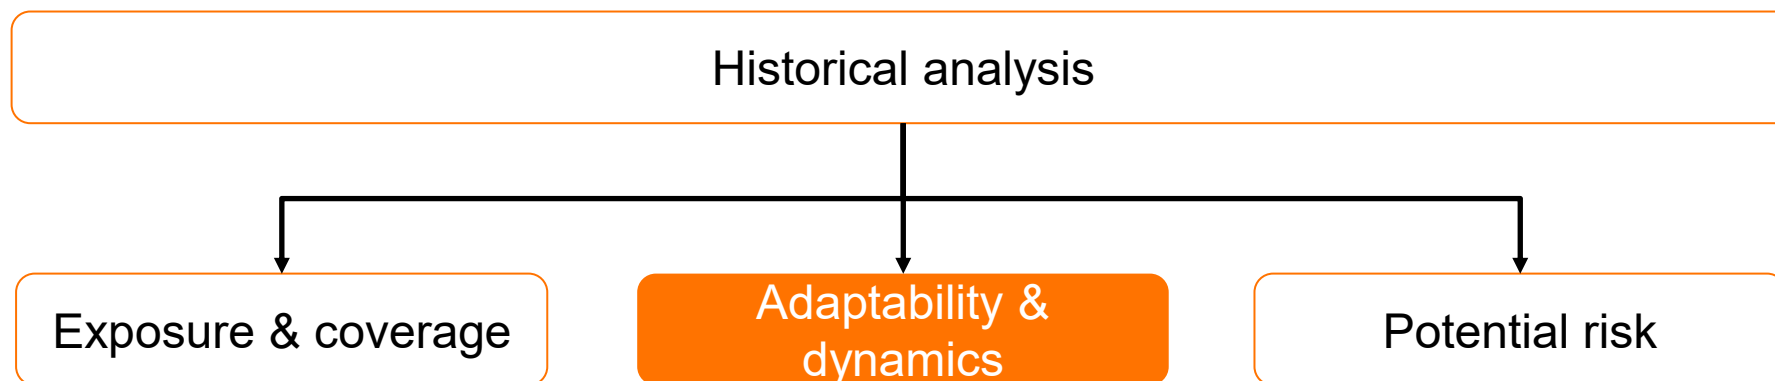 Historical analysis
Exposure & coverage
Adaptability &
dynamics
Potential risk